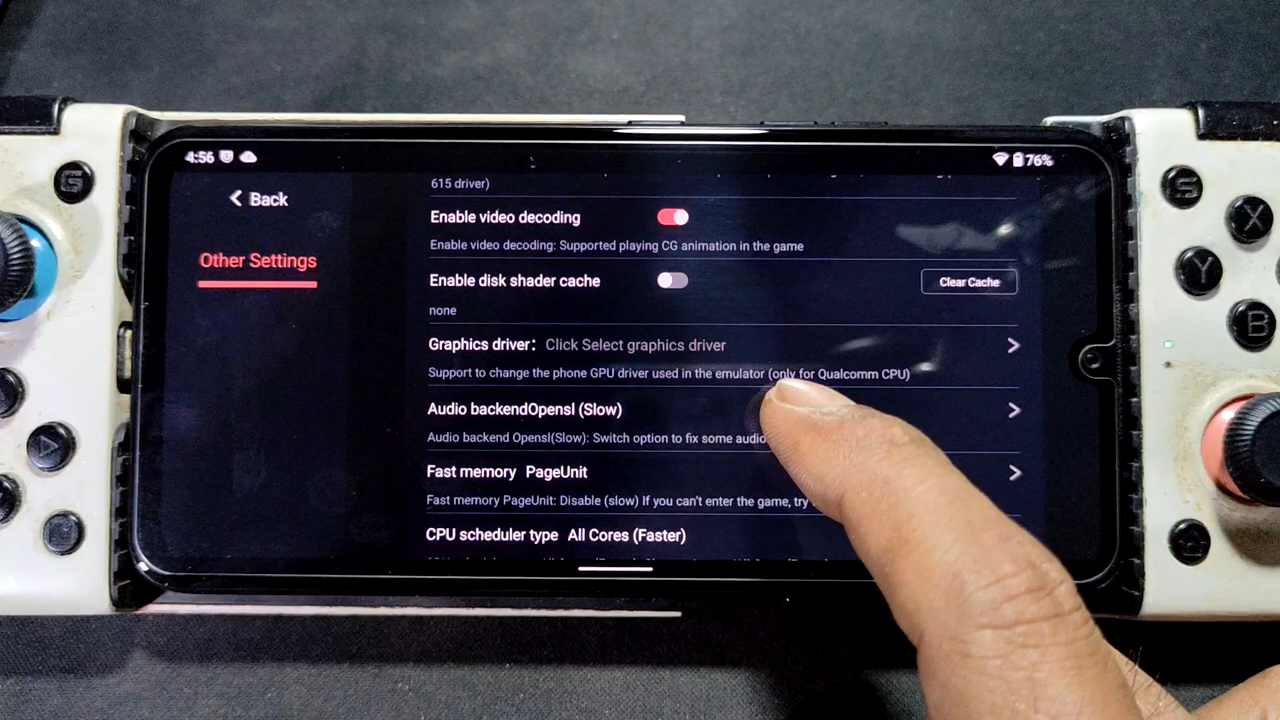 4:56 76%
615 driver)
Back
Other Settings
Enable video decoding
Enable video decoding: Supported playing CG animation in the game
Enable disk shader cache Clear Cache
none
Graphics driver: Click Select graphics driver
Support to change the phone GPU driver used in the emulator (only for Qualcomm CPU)
Audio backendOpensl (Slow)
Audio backend Opensl(Slow): Switch option to fix some audio
Fast memory PageUnit
Fast memory PageUnit: Disable (slow) If you can't enter the game, try
CPU scheduler type All Cores (Faster)
G
S
X
Y
B